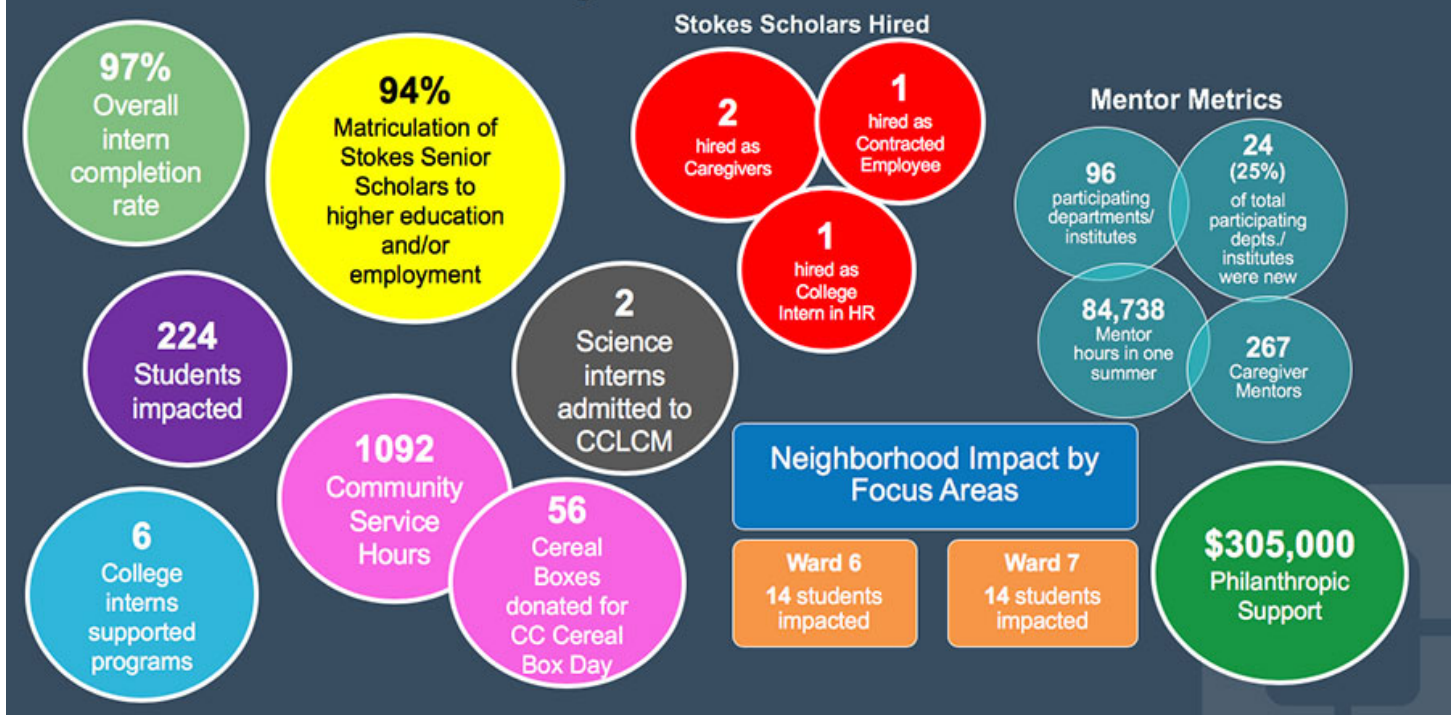 97%
Overall
intern
completion
rate
94%
Matriculation of
Stokes Senior
Scholars to
higher education
and/or
employment
Stokes Scholars Hired
2
hired as
Caregivers
1
hired as
Contracted
Employee
1
hired as
College
Intern in HR
Mentor Metrics
96
participating
departments/
institutes
24
(25%)
of total
participating
depts./
institutes
were new
84,738
Mentor
hours in one
summer
267
Caregiver
Mentors
224
Students
impacted
2
Science
interns
admitted to
CCLCM
1092
Community
Service
Hours
56
Cereal
Boxes
donated for
CC Cereal
Box Day
6
College
interns
supported
programs
Neighborhood Impact by
Focus Areas
Ward 6
14 students
impacted
Ward 7
14 students
impacted
$305,000
Philanthropic
Support